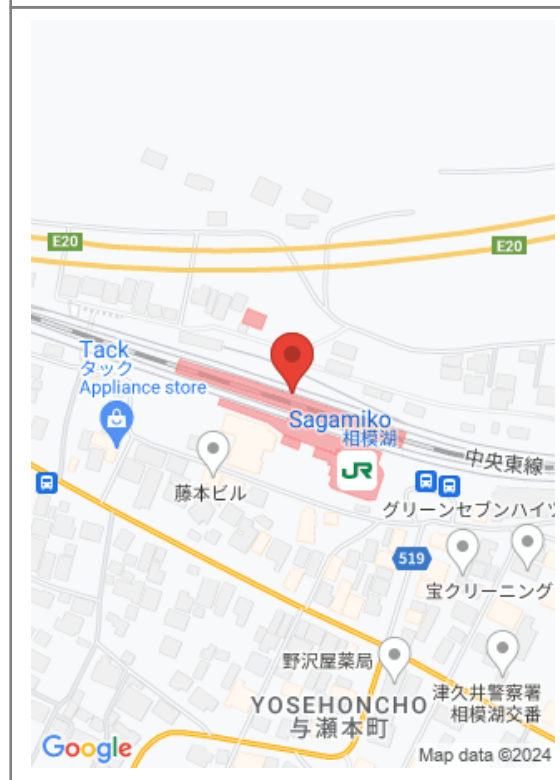 E20
E20
Tack
タック
Appliance store
Sagamiko
相模湖
JR
中央東線
藤本ビル
グリーンセブンハイツ
519
宝クリーニング
野沢屋薬局
津久井警察署
相模湖交番
YOSEHONCHO
与瀬本町
Google
Map data ©2024